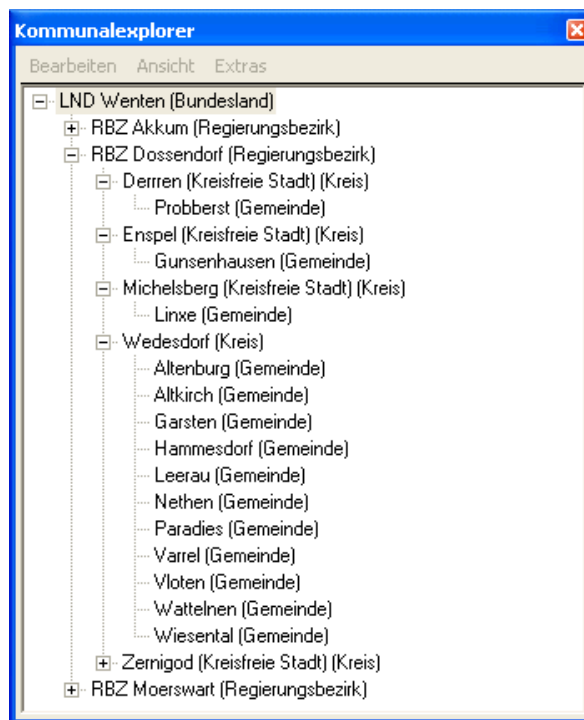 Kommunalexplorer
Bearbeiten Ansicht Extras
LND Wenten (Bundesland)
RBZ Akkum (Regierungsbezirk)
RBZ Dossendorf (Regierungsbezirk)
Derrren (Kreisfreie Stadt) (Kreis)
Probberst (Gemeinde)
Enspel (Kreisfreie Stadt) (Kreis)
Gunsenhausen (Gemeinde)
Michelsberg (Kreisfreie Stadt) (Kreis)
Linxe (Gemeinde)
Wedesdorf (Kreis)
Altenburg (Gemeinde)
Altkirch (Gemeinde)
Garsten (Gemeinde)
Hammesdorf (Gemeinde)
Leerau (Gemeinde)
Nethen (Gemeinde)
Paradies (Gemeinde)
Varrel (Gemeinde)
Vloten (Gemeinde)
Wattelnen (Gemeinde)
Wiesental (Gemeinde)
Zernigod (Kreisfreie Stadt) (Kreis)
RBZ Moerswart (Regierungsbezirk)